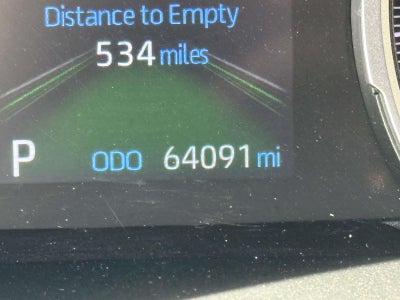 Distance to Empty
534 miles
P ODO 64091 mi